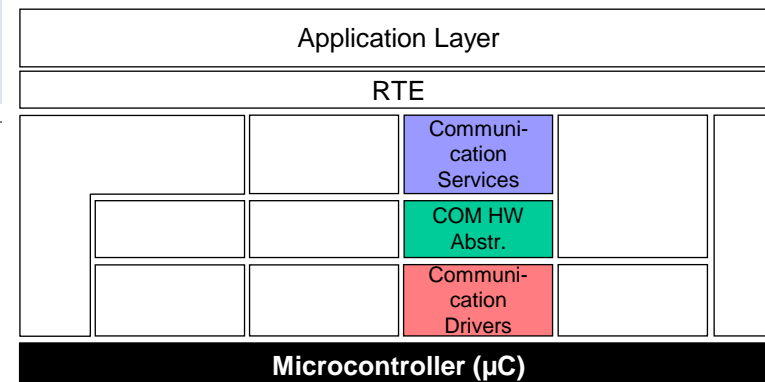 Application Layer
RTE
Communi-
cation
Services
COM HW
Abstr.
Communi-
cation
Drivers
Microcontroller (µC)